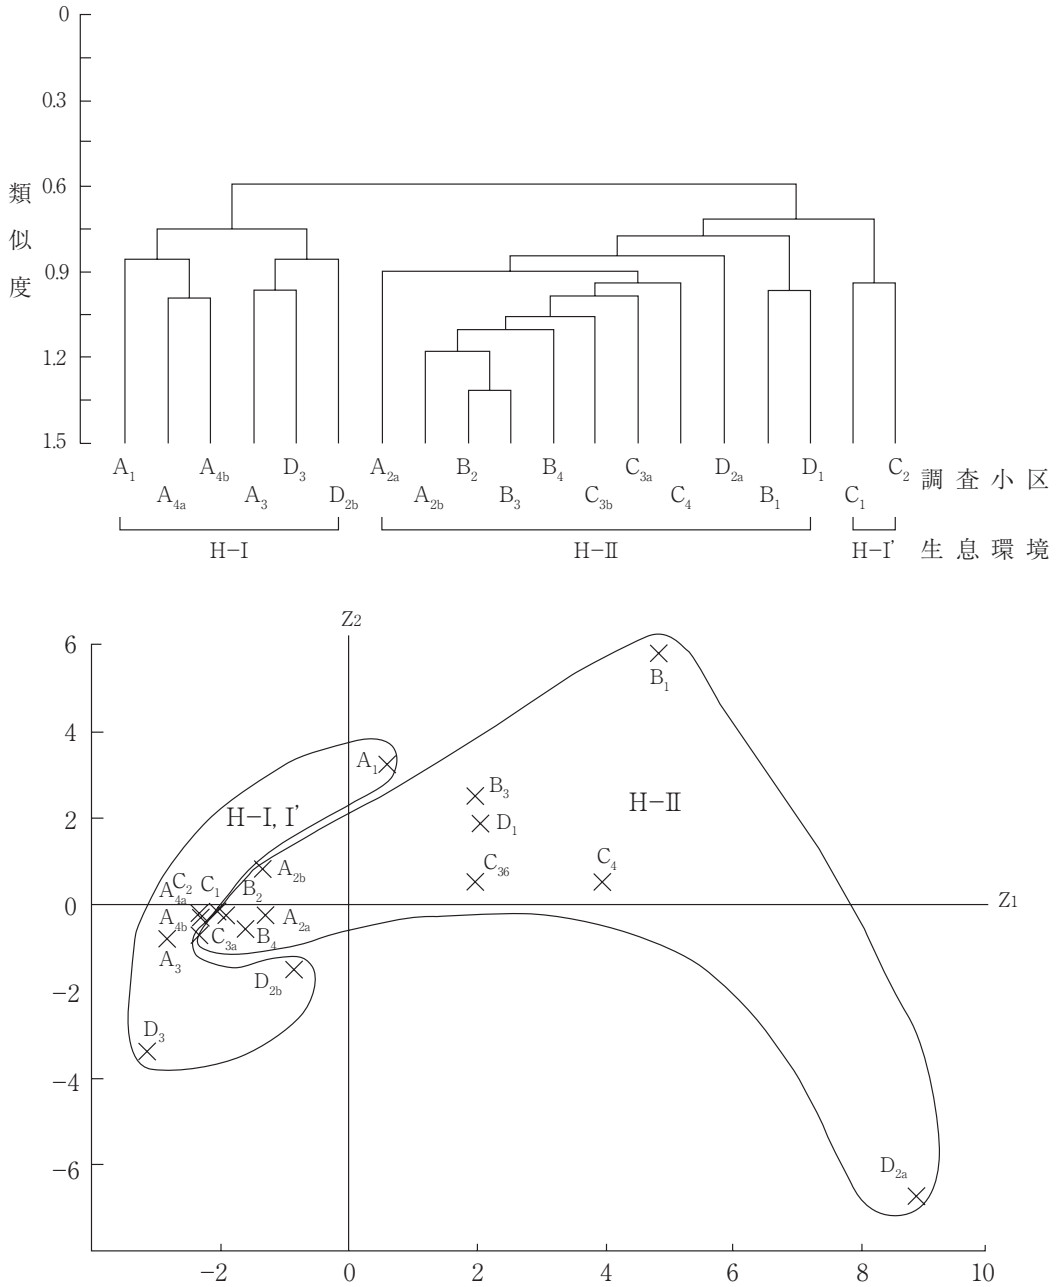 0
0.3
0.6
0.9
1.2
1.5
類似度
A₁ A₄b D₃ A₂a B₂ B₄ C₃a D₂a D₁ C₂ 調査小区
A₄a A₃ D₂b A₂b B₃ C₃b C₄ B₁ C₁
H-I H-II H-I' 生息環境
Z2
6
4
2
0
−2
−4
−6
B₁
A₁
B₃
H-II
H-I, I'
D₁
C₃₆
C₄
A₂b
C₂
C₁
B₂
A₄a
Z1
A₄b
A₂a
C₃a
B₄
A₃
D₂b
D₃
D₂a
−2 0 2 4 6 8 10